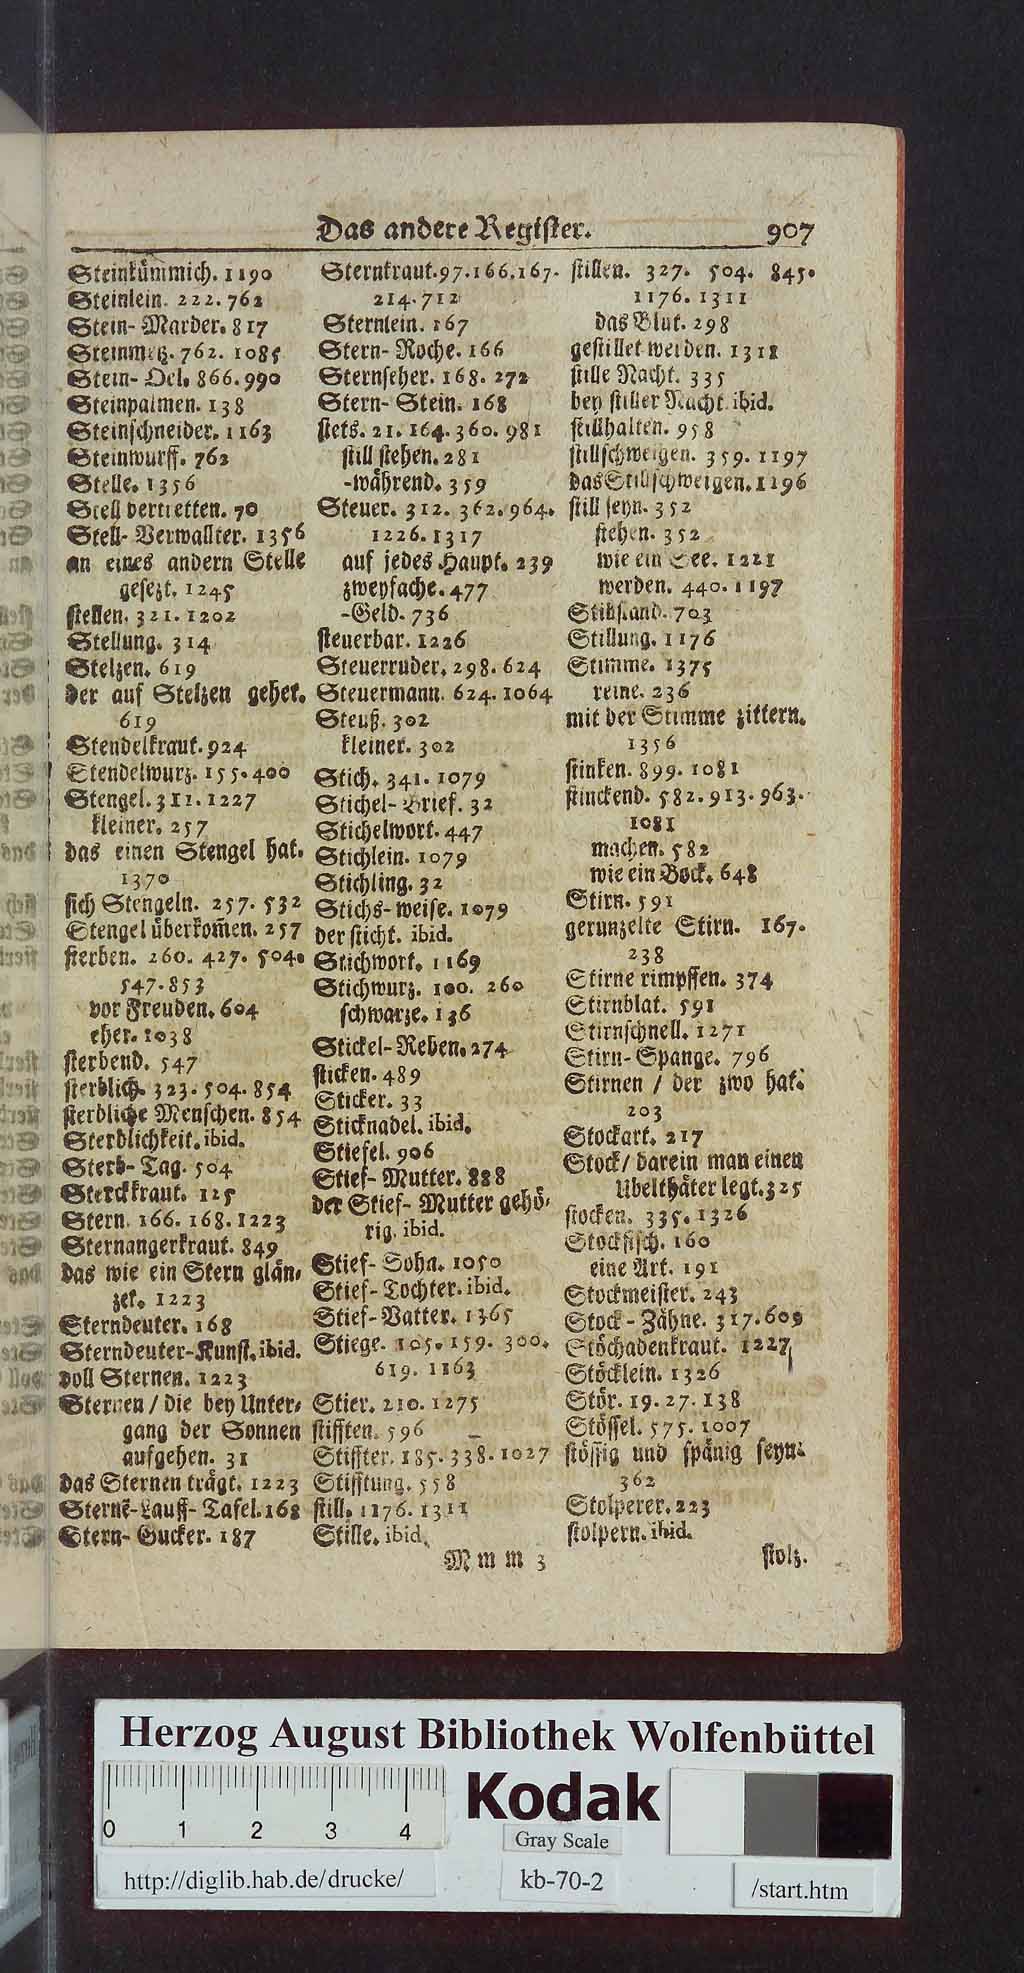 Das andere Register. 907
Steinkümmich. 1190
Steinlein. 222. 762
Stein-Marder. 817
Steinmetz. 762. 1085
Stein-Oel. 866. 990
Steinpalmen. 138
Steinschneider. 1163
Steinwurff. 762
Stelle. 1356
Stell vertretten. 70
Stell-Verwallter. 1356
an eines andern Stelle
gesezt. 1245
stellen. 321. 1202
Stellung. 314
Stelzen. 619
der auf Stelzen gehet.
619
Stendelkraut. 924
Stendelwurz. 155. 400
Stengel. 311. 1227
kleiner. 257
das einen Stengel hat.
1370
sich Stengeln. 257. 532
Stengel überkom̃en. 257
sterben. 260. 427. 504.
547. 853
vor Freuden. 604
eher. 1038
sterbend. 547
sterblich. 323. 504. 854
sterbliche Menschen. 854
Sterblichkeit. ibid.
Sterb-Tag. 504
Sterckkraut. 125
Stern. 166. 168. 1223
Sternangerkraut. 849
das wie ein Stern glän-
zet. 1223
Sterndeuter. 168
Sterndeuter-Kunst. ibid.
voll Sternen. 1223
Sternen / die bey Unter-
gang der Sonnen
aufgehen. 31
das Sternen trägt. 1223
Sternē-Lauff-Tafel. 168
Stern-Gucker. 187
Sternkraut. 97. 166. 167.
214. 712
Sternlein. 167
Stern-Roche. 166
Sternseher. 168. 272
Stern-Stein. 168
stets. 21. 164. 360. 981
still stehen. 281
-während. 359
Steuer. 312. 362. 964.
1226. 1317
auf jedes Haupt. 239
zweyfache. 477
-Geld. 736
steuerbar. 1226
Steuerruder. 298. 624
Steuermann. 624. 1064
Steuß. 302
kleiner. 302
Stich. 341. 1079
Stichel-Brief. 32
Stichelwort. 447
Stichlein. 1079
Stichling. 32
Stichs-weise. 1079
der sticht. ibid.
Stichwort. 1169
Stichwurz. 100. 260
schwarze. 136
Stickel-Reben. 274
sticken. 489
Sticker. 33
Sticknadel. ibid.
Stiefel. 906
Stief-Mutter. 888
der Stief-Mutter gehö-
rig. ibid.
Stief-Sohn. 1050
Stief-Tochter. ibid.
Stief-Vatter. 1365
Stiege. 105. 159. 300.
619. 1163
Stier. 210. 1275
stifften. 596
Stiffter. 185. 338. 1027
Stifftung. 558
still. 1176. 1311
Stille. ibid.
stillen. 327. 504. 845.
1176. 1311
das Blut. 298
gestillet werden. 1318
stille Nacht. 335
bey stiller Nacht. ibid.
stillhalten. 958
stillschweigen. 359. 1197
das Stillschweigen. 1196
still seyn. 352
stehen. 352
wie ein See. 1221
werden. 440. 1197
Stillstand. 703
Stillung. 1176
Stimme. 1375
reine. 236
mit der Stimme zittern.
1356
stinken. 899. 1081
stinckend. 582. 913. 963.
1081
machen. 582
wie ein Bock. 648
Stirn. 591
gerunzelte Stirn. 167.
238
Stirne rimpffen. 374
Stirnblat. 591
Stirnschnell. 1271
Stirn-Spange. 796
Stirnen / der zwo hat.
203
Stockart. 217
Stock / darein man einen
Ubelthäter legt. 325
stocken. 335. 1326
Stockfisch. 160
eine Art. 191
Stockmeister. 243
Stock-Zähne. 317. 609
Stöchadenkraut. 1227
Stöcklein. 1326
Stör. 19. 27. 138
Stössel. 575. 1007
stössig und spänig seyn.
362
Stolperer. 223
stolpern. ibid.
Mmm 3 stolz.
Herzog August Bibliothek Wolfenbüttel
0 1 2 3 4
Kodak
Gray Scale
http://diglib.hab.de/drucke/ kb-70-2 /start.htm